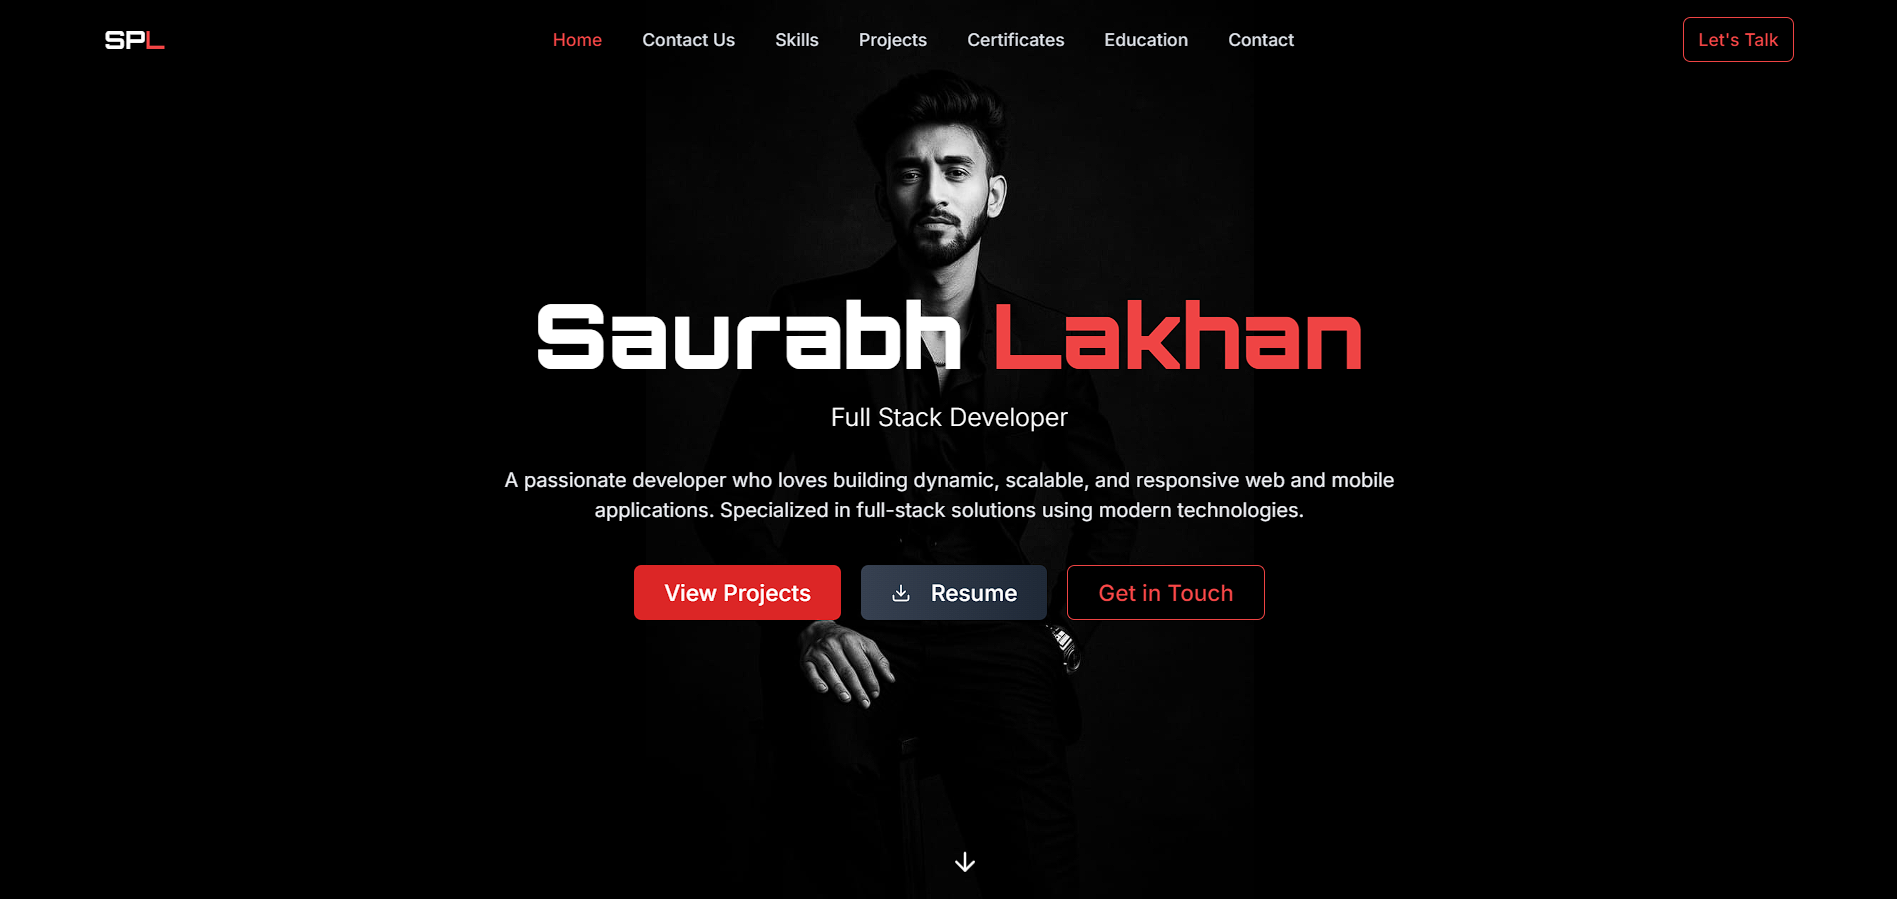 SPL
Home
Contact Us
Skills
Projects
Certificates
Education
Contact
Let's Talk
Saurabh Lakhan
Full Stack Developer
A passionate developer who loves building dynamic, scalable, and responsive web and mobile
applications. Specialized in full-stack solutions using modern technologies.
View Projects
Resume
Get in Touch